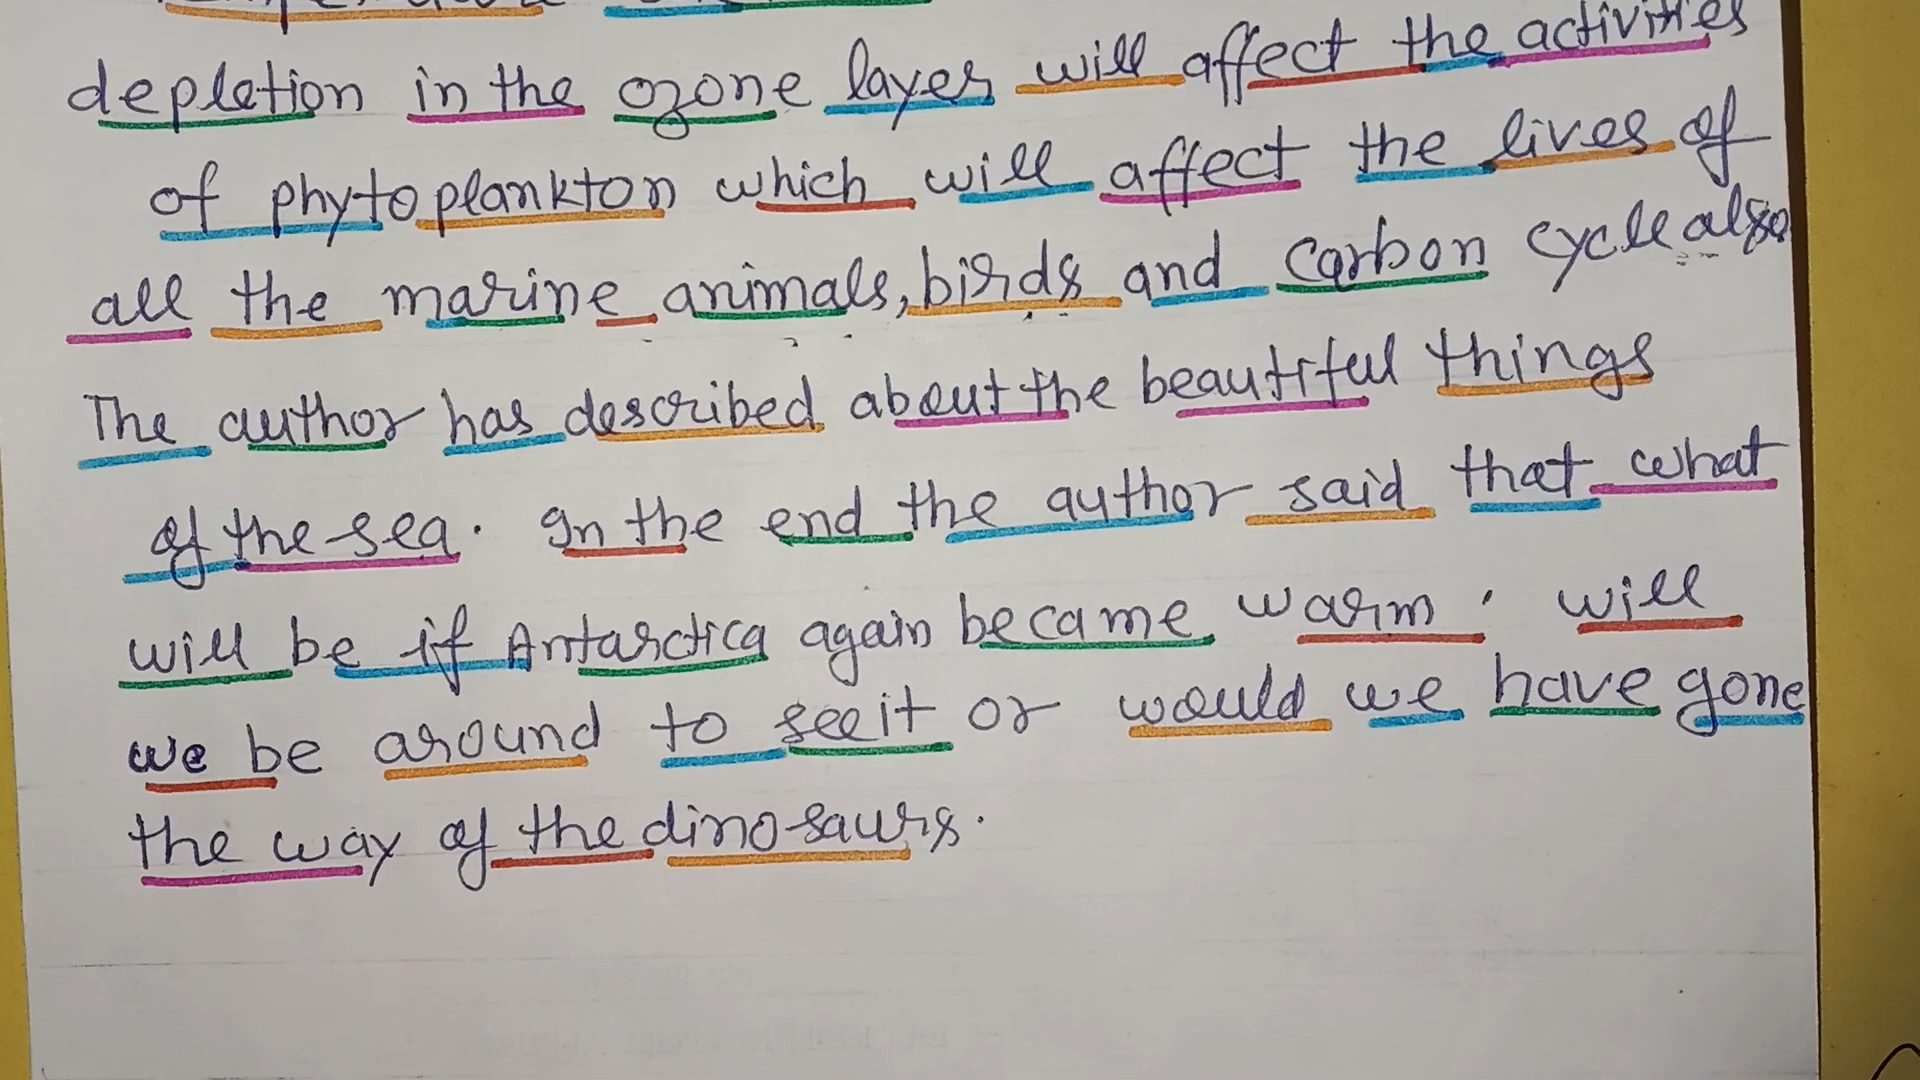 depletion in the ozone layer will affect the activities
of phytoplankton which will affect the lives of
all the marine animals, birds and carbon cycle also
The author has described about the beautiful things
of the sea. In the end the author said that what
will be if Antarctica again became warm. will
we be around to see it or would we have gone
the way of the dinosaurs.